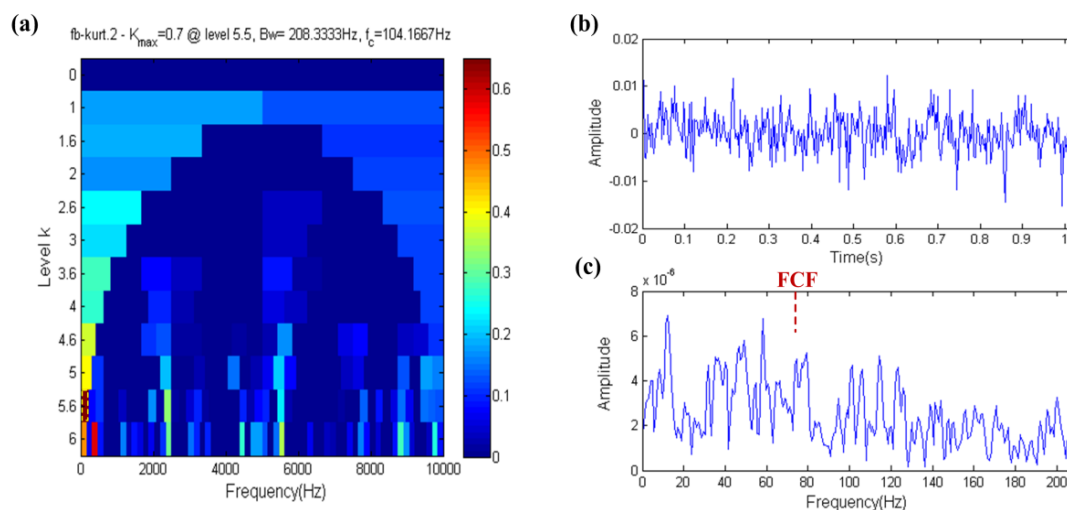 (a)
fb-kurt.2 - Kmax=0.7 @ level 5.5, Bw= 208.3333Hz, fc=104.1667Hz
Level k
0
1
1.6
2
2.6
3
3.6
4
4.6
5
5.6
6
0 2000 4000 6000 8000 10000
Frequency(Hz)
0.6
0.5
0.4
0.3
0.2
0.1
0
(b)
Amplitude
0.02
0.01
0
-0.01
-0.02
0 0.1 0.2 0.3 0.4 0.5 0.6 0.7 0.8 0.9 1
Time(s)
(c)
x 10-6
FCF
Amplitude
8
6
4
2
0
0 20 40 60 80 100 120 140 160 180 200
Frequency(Hz)